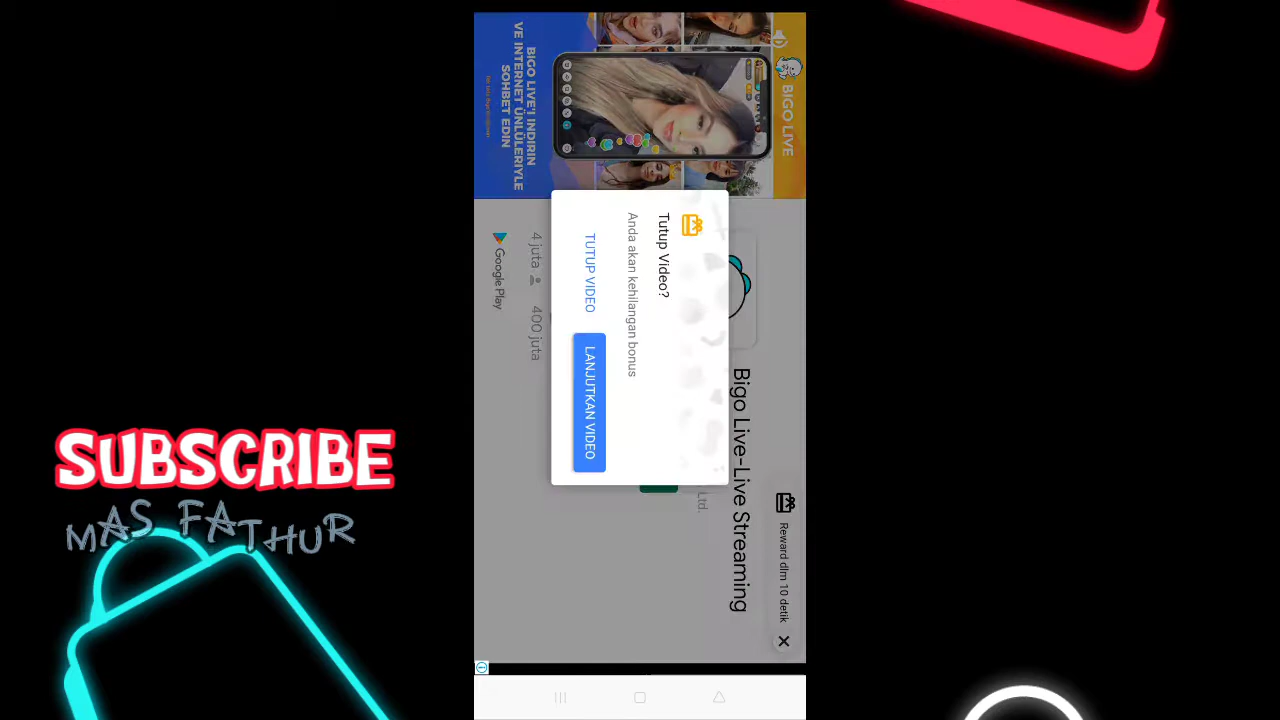 BIGO LIVE
BIGO LIVE'I INDIRIN
VE INTERNET ÜNLÜLERIYLE
SOHBET EDIN
Reward dlm 10 detik
Bigo Live-Live Streaming
Ltd.
4 juta
400 juta
Google Play
Tutup Video?
Anda akan kehilangan bonus
TUTUP VIDEO
LANJUTKAN VIDEO
SUBSCRIBE
MAS FATHUR